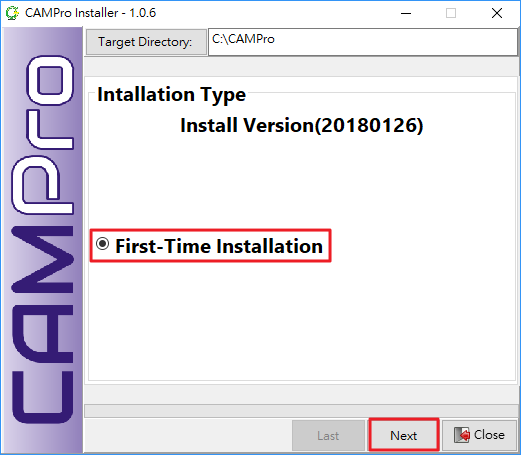 CAMPro Installer - 1.0.6
Target Directory:
C:\CAMPro
CAMPro
Intallation Type
Install Version(20180126)
First-Time Installation
Last
Next
Close